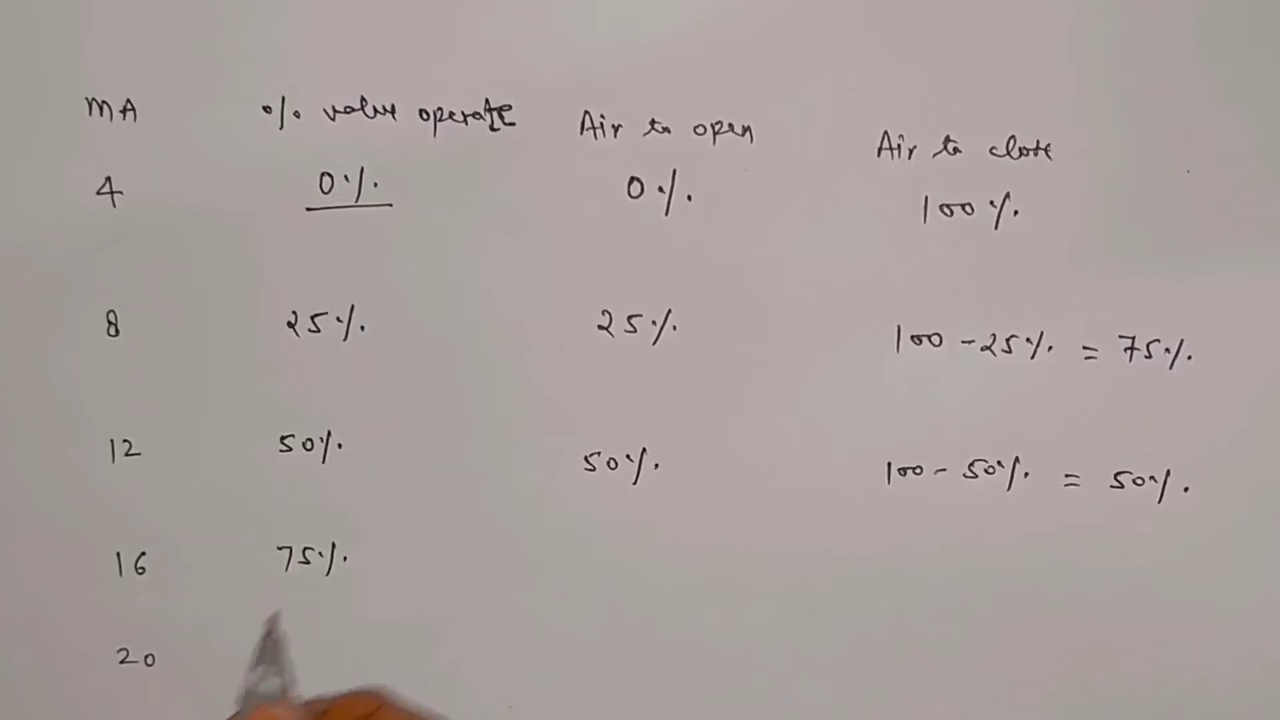 MA % valve operate Air to open Air to close
4 0% 0% 100%
8 25% 25% 100 - 25% = 75%
12 50% 50% 100 - 50% = 50%
16 75%
20